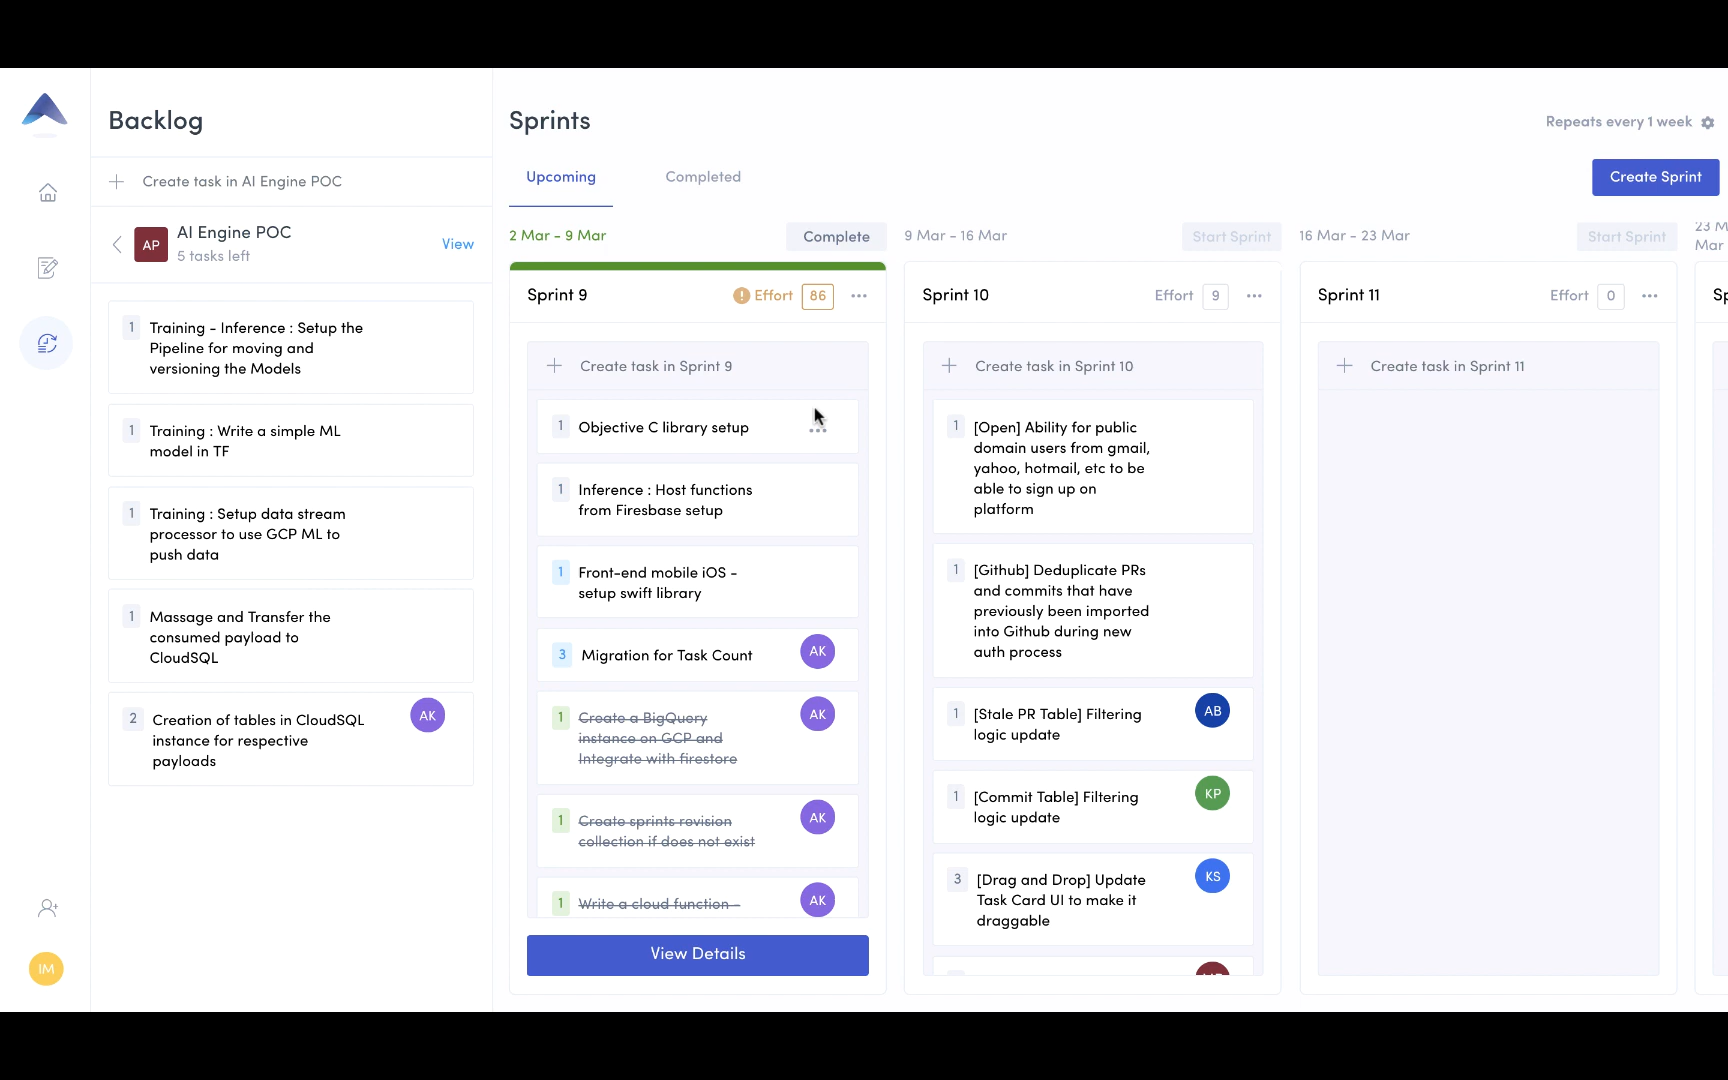 Backlog
Create task in AI Engine POC
AP
AI Engine POC
5 tasks left
View
1
Training - Inference : Setup the
Pipeline for moving and
versioning the Models
1
Training : Write a simple ML
model in TF
1
Training : Setup data stream
processor to use GCP ML to
push data
1
Massage and Transfer the
consumed payload to
CloudSQL
2
Creation of tables in CloudSQL
instance for respective
payloads
AK
IM
Sprints
Repeats every 1 week
Upcoming
Completed
Create Sprint
2 Mar - 9 Mar
Complete
Sprint 9
! Effort 86
Create task in Sprint 9
1
Objective C library setup
1
Inference : Host functions
from Firesbase setup
1
Front-end mobile iOS -
setup swift library
3
Migration for Task Count
AK
1
Create a BigQuery
instance on GCP and
Integrate with firestore
AK
1
Create sprints revision
collection if does not exist
AK
1
Write a cloud function -
AK
View Details
9 Mar - 16 Mar
Start Sprint
Sprint 10
Effort 9
Create task in Sprint 10
1
[Open] Ability for public
domain users from gmail,
yahoo, hotmail, etc to be
able to sign up on
platform
1
[Github] Deduplicate PRs
and commits that have
previously been imported
into Github during new
auth process
1
[Stale PR Table] Filtering
logic update
AB
1
[Commit Table] Filtering
logic update
KP
3
[Drag and Drop] Update
Task Card UI to make it
draggable
KS
16 Mar - 23 Mar
Start Sprint
Sprint 11
Effort 0
Create task in Sprint 11
23 M
Mar
Sp